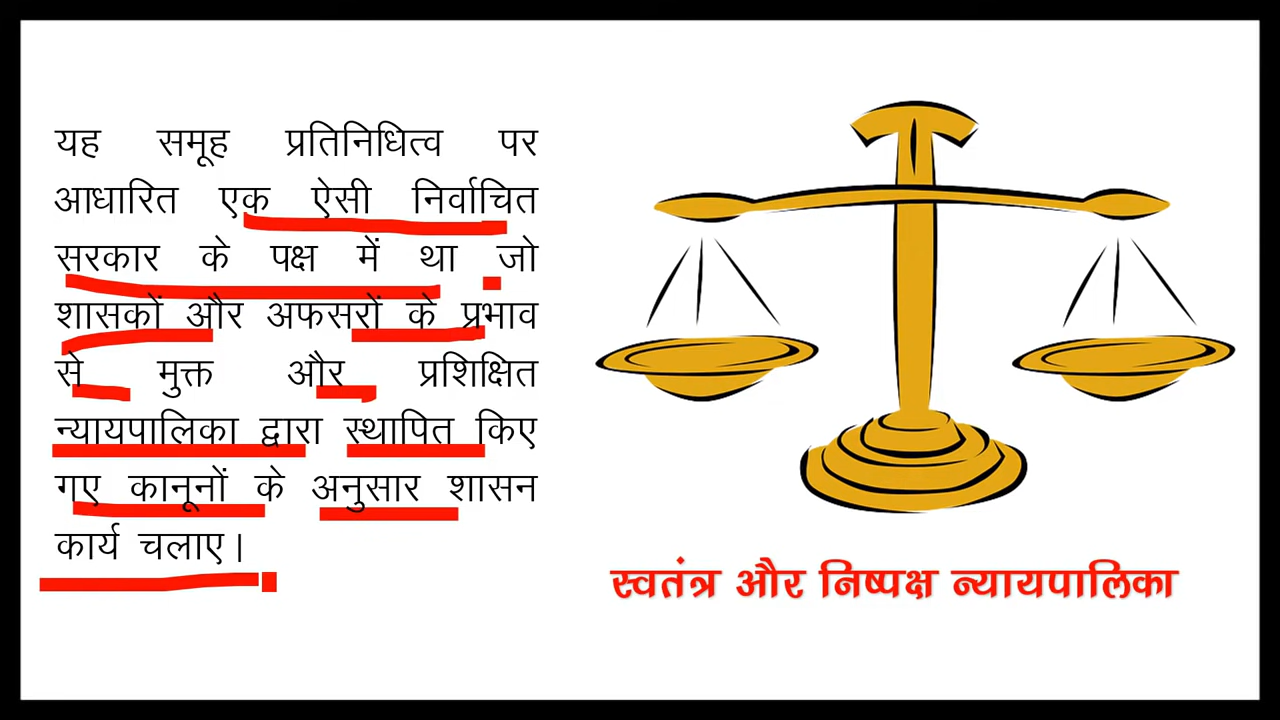 यह समूह प्रतिनिधित्व पर
आधारित एक ऐसी निर्वाचित
सरकार के पक्ष में था जो
शासकों और अफसरों के प्रभाव
से मुक्त और प्रशिक्षित
न्यायपालिका द्वारा स्थापित किए
गए कानूनों के अनुसार शासन
कार्य चलाए।
स्वतंत्र और निष्पक्ष न्यायपालिका